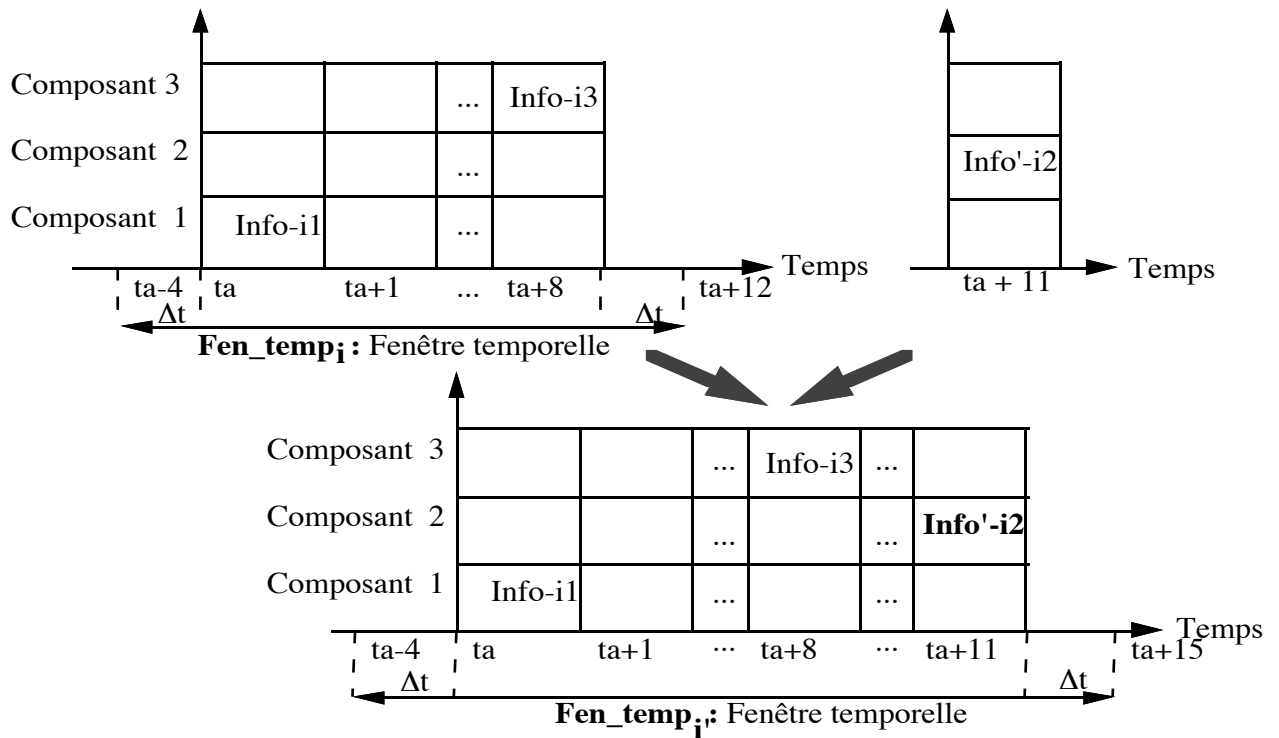 Composant 3 ... Info-i3
Composant 2 ...
Composant 1 Info-i1 ...
Temps
ta-4 ta ta+1 ... ta+8 ta+12
Δt Δt
Fen_tempi : Fenêtre temporelle
Info'-i2
Temps
ta + 11
Composant 3 ... Info-i3 ...
Composant 2 ... ... Info'-i2
Composant 1 Info-i1 ... ...
Temps
ta-4 ta ta+1 ... ta+8 ... ta+11 ta+15
Δt Δt
Fen_tempi': Fenêtre temporelle